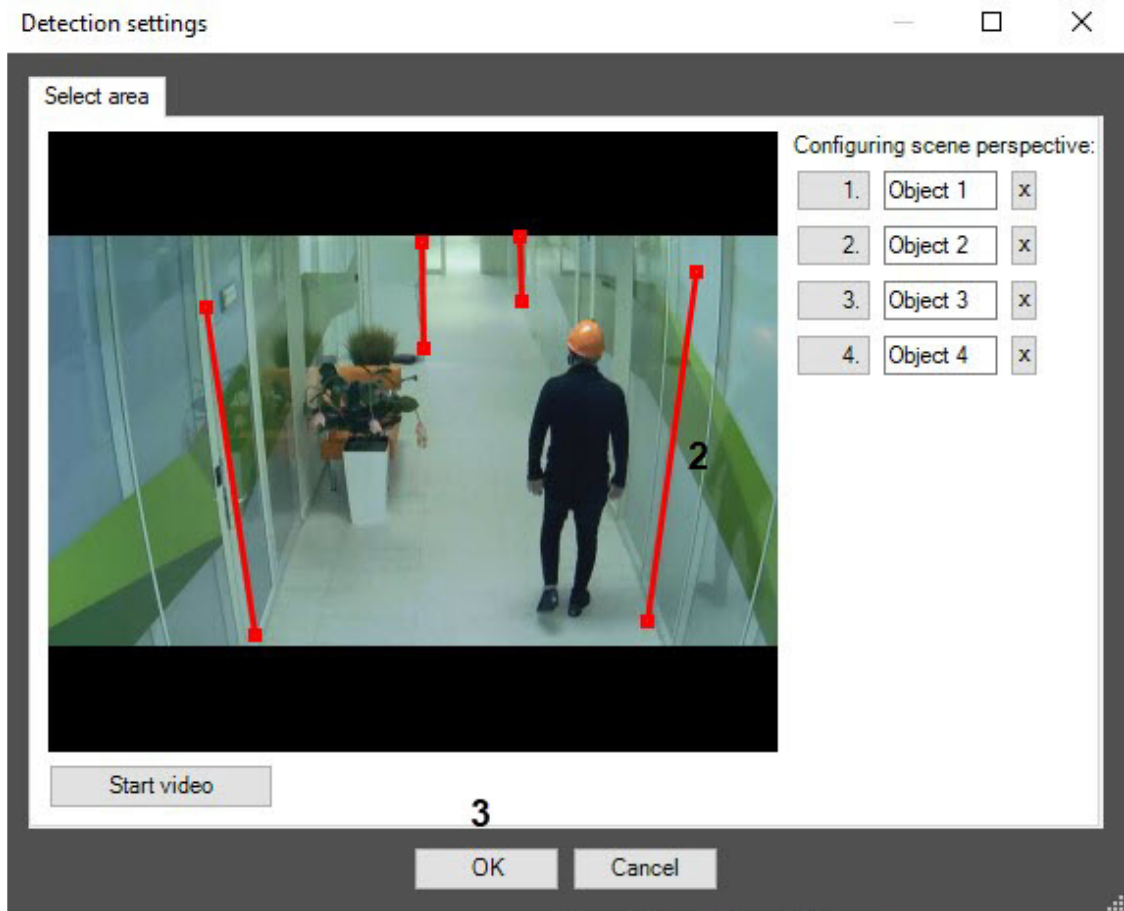 Detection settings
Select area
Configuring scene perspective:
1. Object 1 x
2. Object 2 x
3. Object 3 x
4. Object 4 x
2
Start video
3
OK Cancel